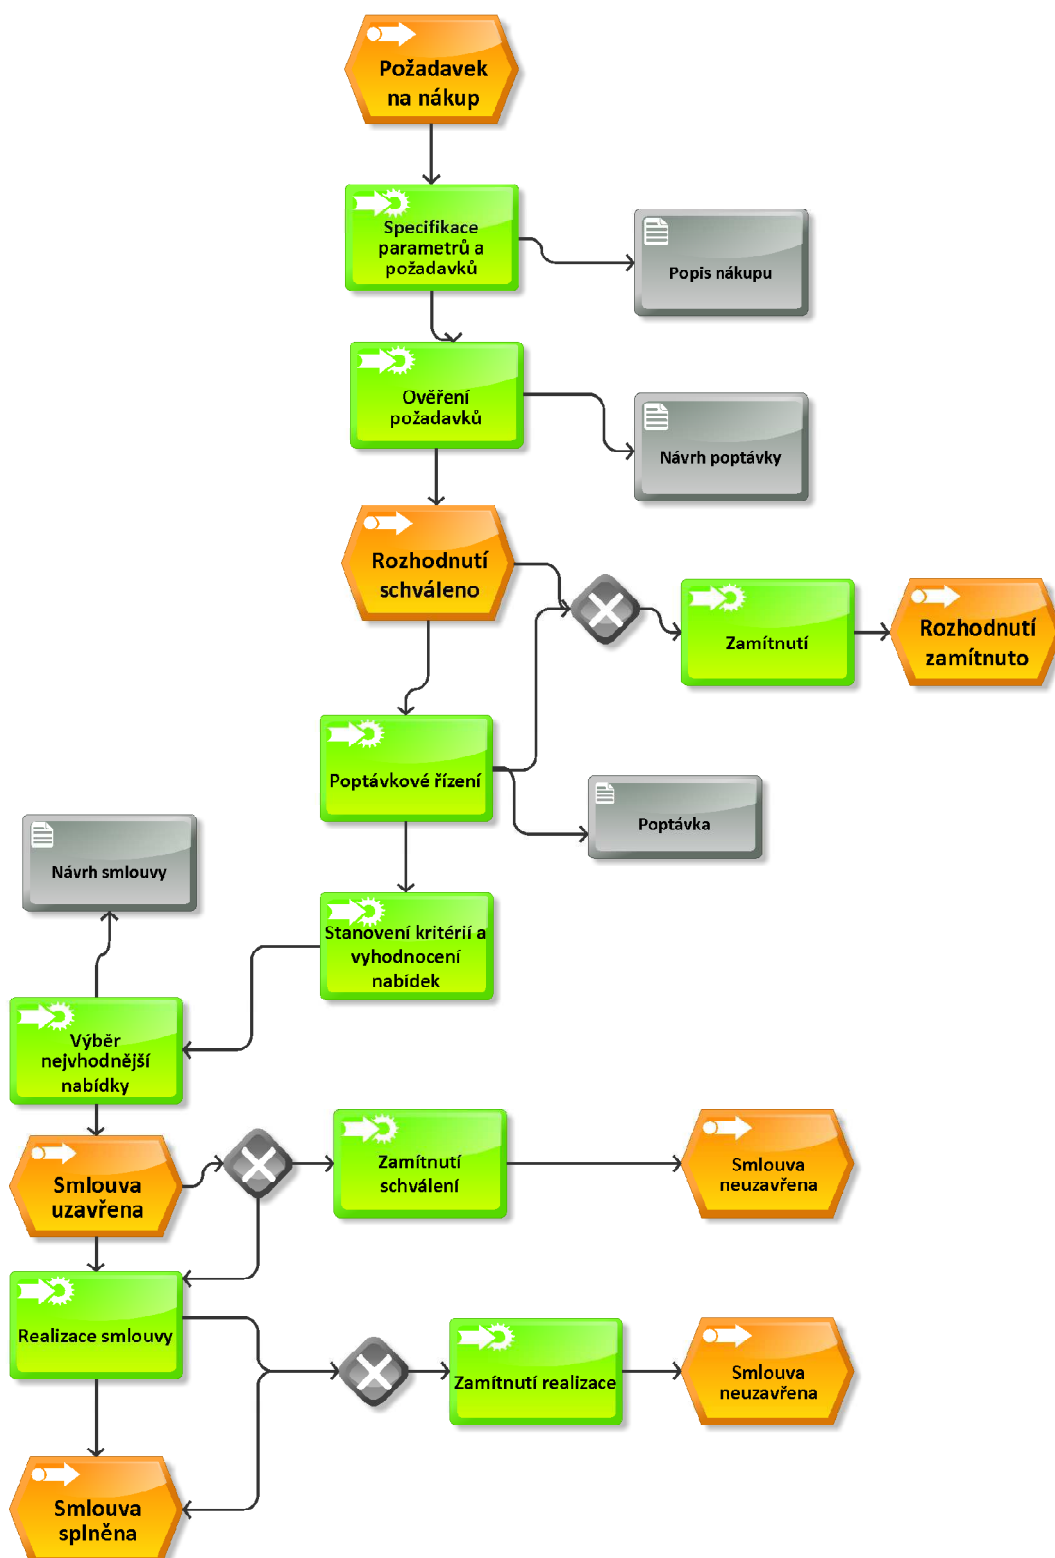 Požadavek
na nákup
Specifikace
parametrů a
požadavků
Popis nákupu
Ověření
požadavků
Návrh poptávky
Rozhodnutí
schváleno
Zamítnutí
Rozhodnutí
zamítnuto
Poptávkové řízení
Poptávka
Návrh smlouvy
Stanovení kritérií a
vyhodnocení
nabídek
Výběr
nejvhodnější
nabídky
Smlouva
uzavřena
Zamítnutí
schválení
Smlouva
neuzavřena
Realizace smlouvy
Zamítnutí realizace
Smlouva
neuzavřena
Smlouva
splněna